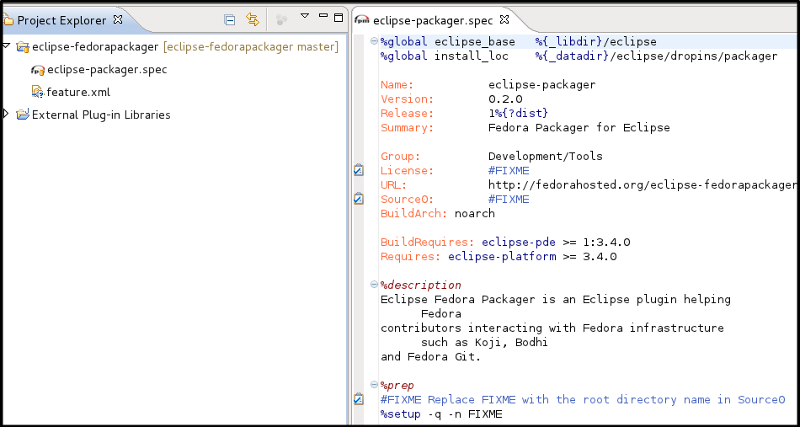 Project Explorer
eclipse-fedorapackager [eclipse-fedorapackager master]
eclipse-packager.spec
feature.xml
External Plug-in Libraries
eclipse-packager.spec
%global eclipse_base   %{_libdir}/eclipse
%global install_loc    %{_datadir}/eclipse/dropins/packager
Name:           eclipse-packager
Version:        0.2.0
Release:        1%{?dist}
Summary:        Fedora Packager for Eclipse
Group:          Development/Tools
License:        #FIXME
URL:            http://fedorahosted.org/eclipse-fedorapackager
Source0:        #FIXME
BuildArch: noarch
BuildRequires: eclipse-pde >= 1:3.4.0
Requires: eclipse-platform >= 3.4.0
%description
Eclipse Fedora Packager is an Eclipse plugin helping
Fedora
contributors interacting with Fedora infrastructure
such as Koji, Bodhi
and Fedora Git.
%prep
#FIXME Replace FIXME with the root directory name in Source0
%setup -q -n FIXME